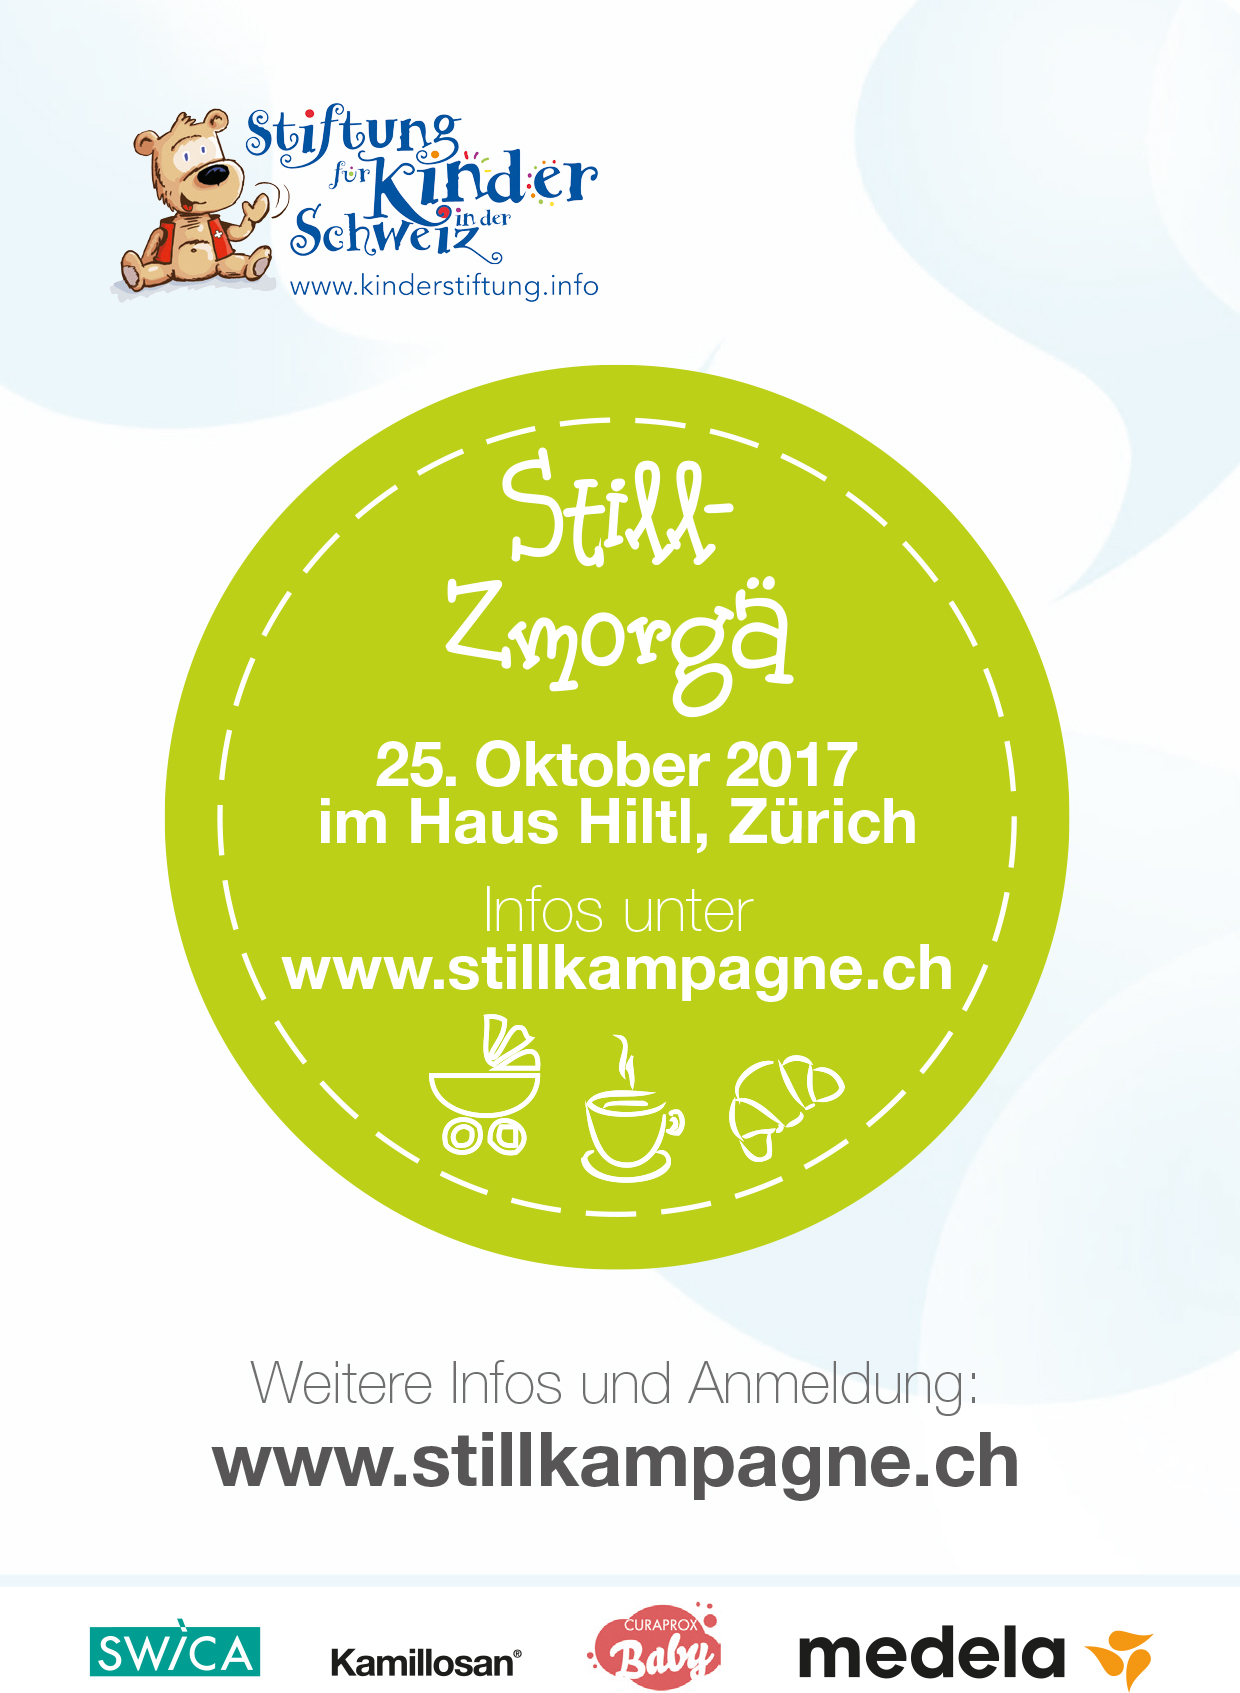 Stiftung
für Kinder
in der
Schweiz
www.kinderstiftung.info
Still-
Zmorgä
25. Oktober 2017
im Haus Hiltl, Zürich
Infos unter
www.stillkampagne.ch
Weitere Infos und Anmeldung:
www.stillkampagne.ch
SWICA
Kamillosan®
CURAPROX
Baby
medela